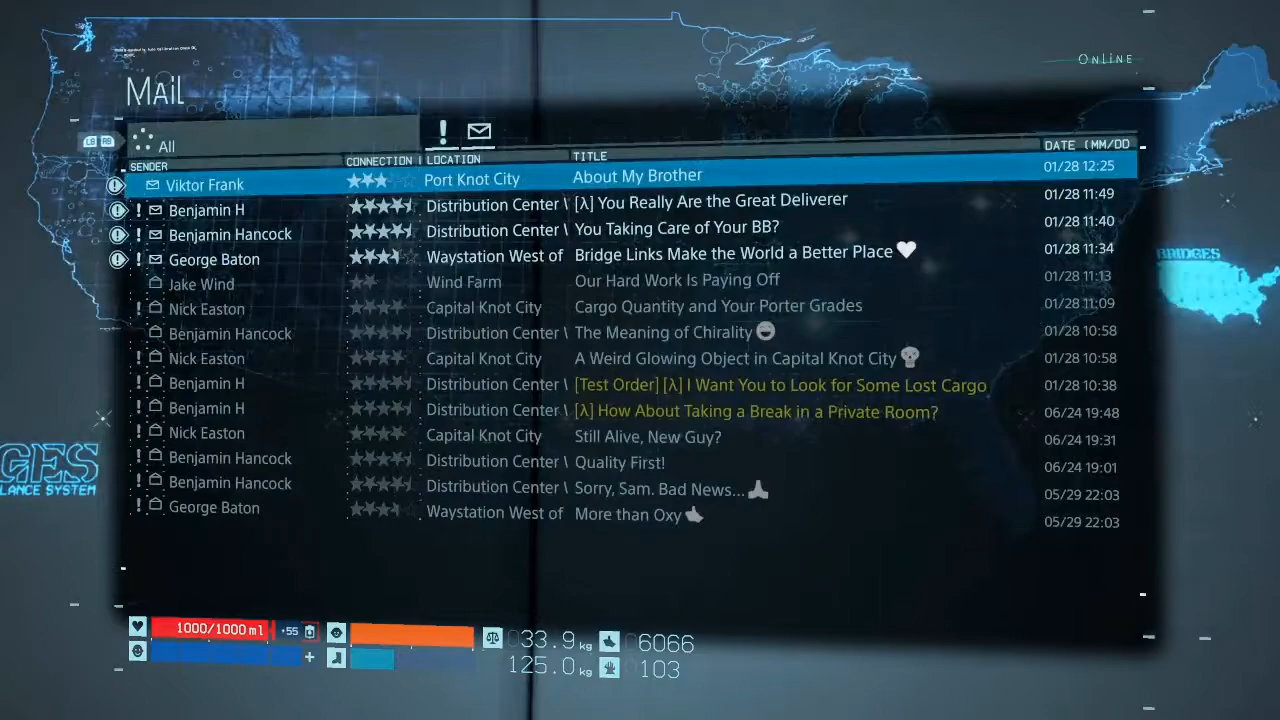 ONLINE
Mail
LB RB All
SENDER CONNECTION LOCATION TITLE DATE (MM/DD
Viktor Frank Port Knot City About My Brother 01/28 12:25
! Benjamin H Distribution Center \ [λ] You Really Are the Great Deliverer 01/28 11:49
! Benjamin Hancock Distribution Center \ You Taking Care of Your BB? 01/28 11:40
! George Baton Waystation West of Bridge Links Make the World a Better Place 01/28 11:34
Jake Wind Wind Farm Our Hard Work Is Paying Off 01/28 11:13
! Nick Easton Capital Knot City Cargo Quantity and Your Porter Grades 01/28 11:09
Benjamin Hancock Distribution Center \ The Meaning of Chirality 01/28 10:58
! Nick Easton Capital Knot City A Weird Glowing Object in Capital Knot City 01/28 10:58
! Benjamin H Distribution Center \ [Test Order] [λ] I Want You to Look for Some Lost Cargo 01/28 10:38
! Benjamin H Distribution Center \ [λ] How About Taking a Break in a Private Room? 06/24 19:48
! Nick Easton Capital Knot City Still Alive, New Guy? 06/24 19:31
! Benjamin Hancock Distribution Center \ Quality First! 06/24 19:01
! Benjamin Hancock Distribution Center \ Sorry, Sam. Bad News... 05/29 22:03
! George Baton Waystation West of More than Oxy 05/29 22:03
BRIDGES
GES
LANCE SYSTEM
1000/1000 ml +55 033.9 kg 06066
125.0 kg 103